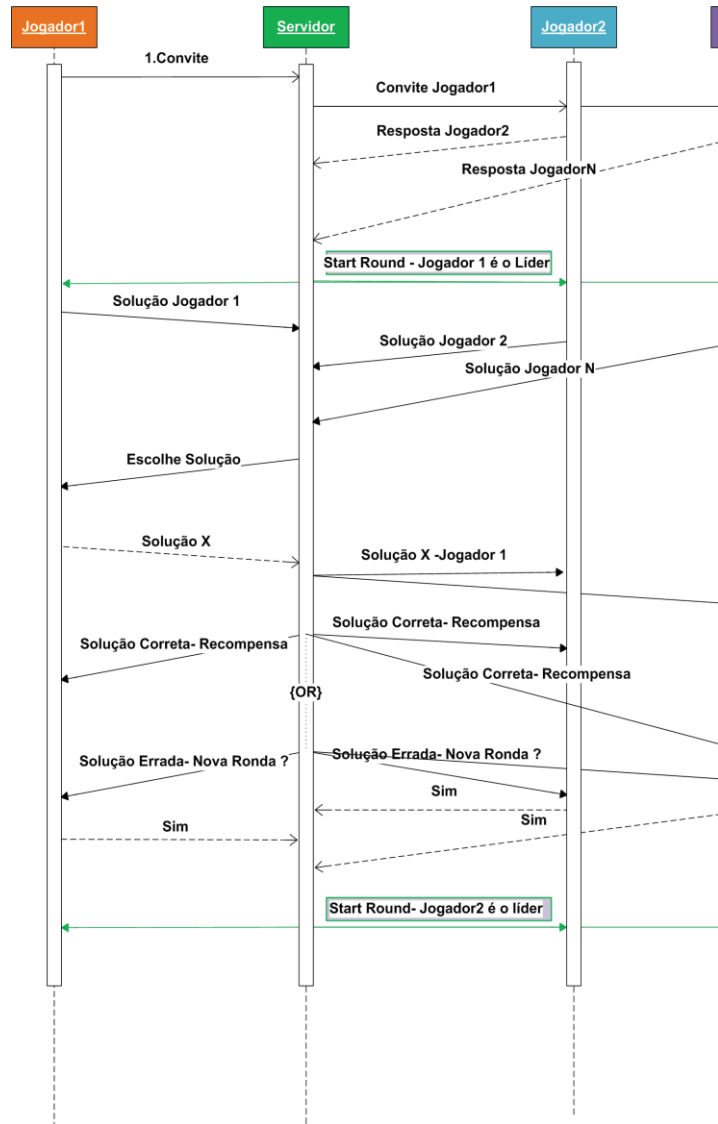 Jogador1
Servidor
Jogador2
1.Convite
Convite Jogador1
Resposta Jogador2
Resposta JogadorN
Start Round - Jogador 1 é o Líder
Solução Jogador 1
Solução Jogador 2
Solução Jogador N
Escolhe Solução
Solução X
Solução X -Jogador 1
Solução Correta- Recompensa
Solução Correta- Recompensa
Solução Correta- Recompensa
{OR}
Solução Errada- Nova Ronda ?
Solução Errada- Nova Ronda ?
Sim
Sim
Sim
Start Round- Jogador2 é o líder